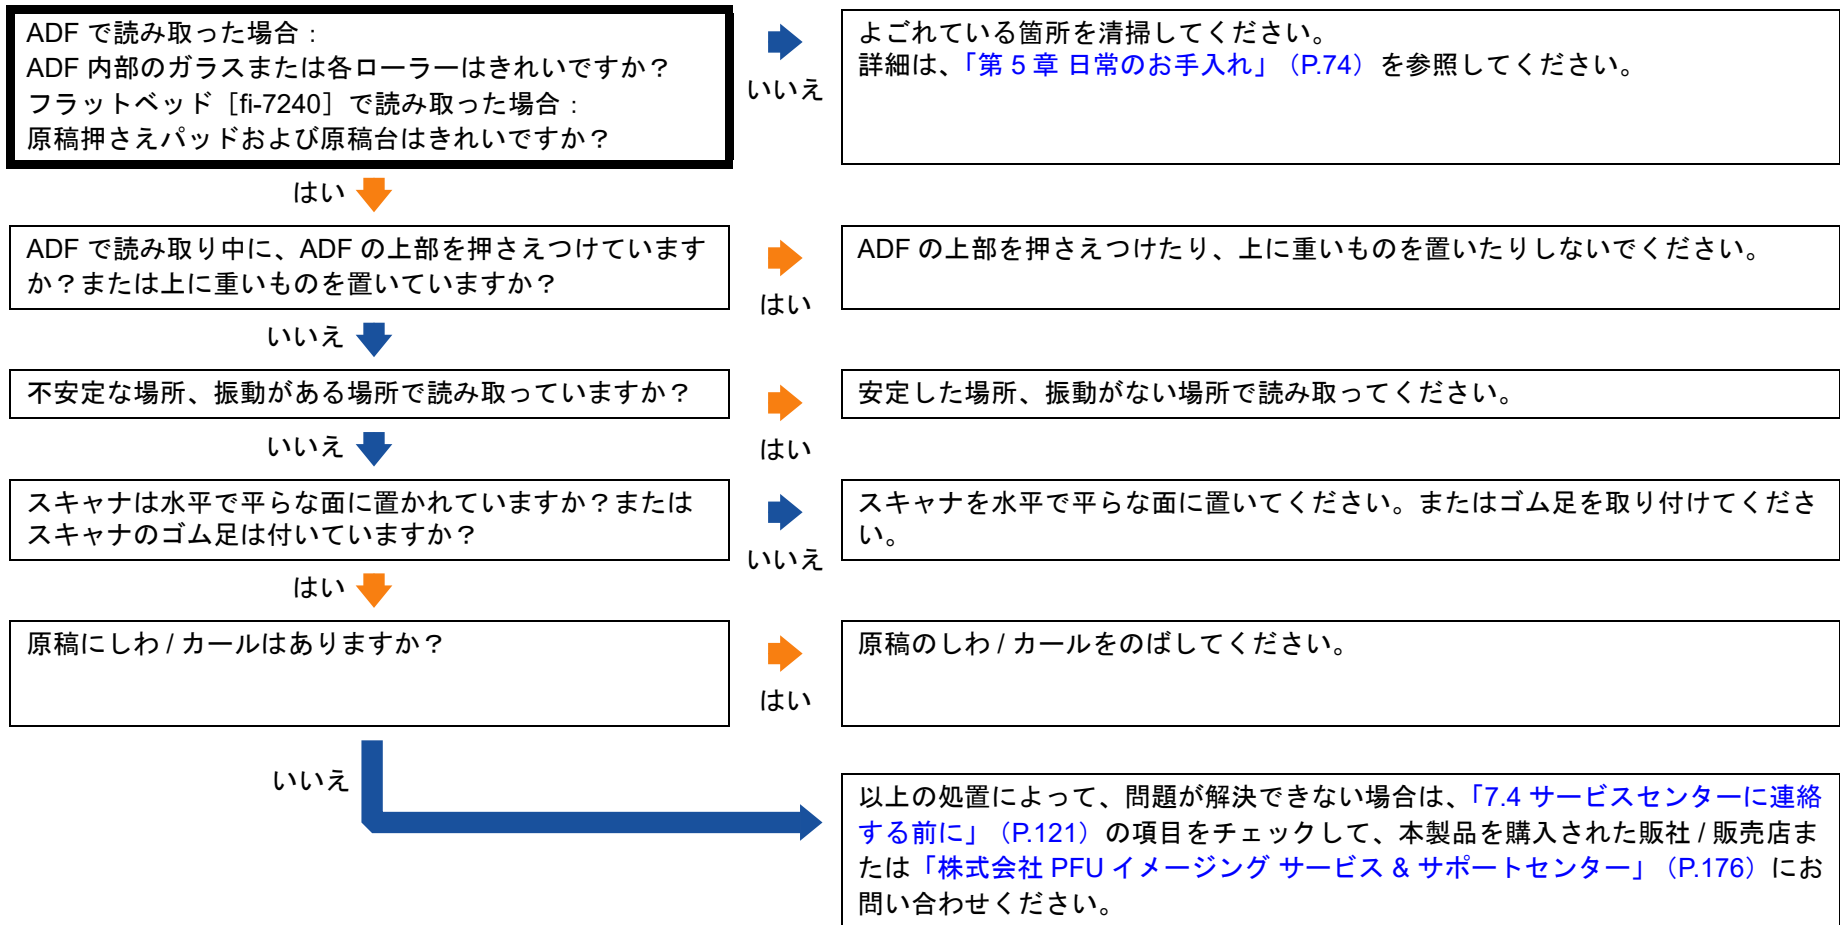 ADF で読み取った場合：
ADF 内部のガラスまたは各ローラーはきれいですか？
フラットベッド［fi-7240］で読み取った場合：
原稿押さえパッドおよび原稿台はきれいですか？
いいえ
よごれている箇所を清掃してください。
詳細は、「第 5 章 日常のお手入れ」（P.74）を参照してください。
はい
ADF で読み取り中に、ADF の上部を押さえつけています
か？または上に重いものを置いていますか？
はい
ADF の上部を押さえつけたり、上に重いものを置いたりしないでください。
いいえ
不安定な場所、振動がある場所で読み取っていますか？
はい
安定した場所、振動がない場所で読み取ってください。
いいえ
スキャナは水平で平らな面に置かれていますか？または
スキャナのゴム足は付いていますか？
いいえ
スキャナを水平で平らな面に置いてください。またはゴム足を取り付けてくださ
い。
はい
原稿にしわ / カールはありますか？
はい
原稿のしわ / カールをのばしてください。
いいえ
以上の処置によって、問題が解決できない場合は、「7.4 サービスセンターに連絡
する前に」（P.121）の項目をチェックして、本製品を購入された販社 / 販売店ま
たは「株式会社 PFU イメージング サービス & サポートセンター」（P.176）にお
問い合わせください。